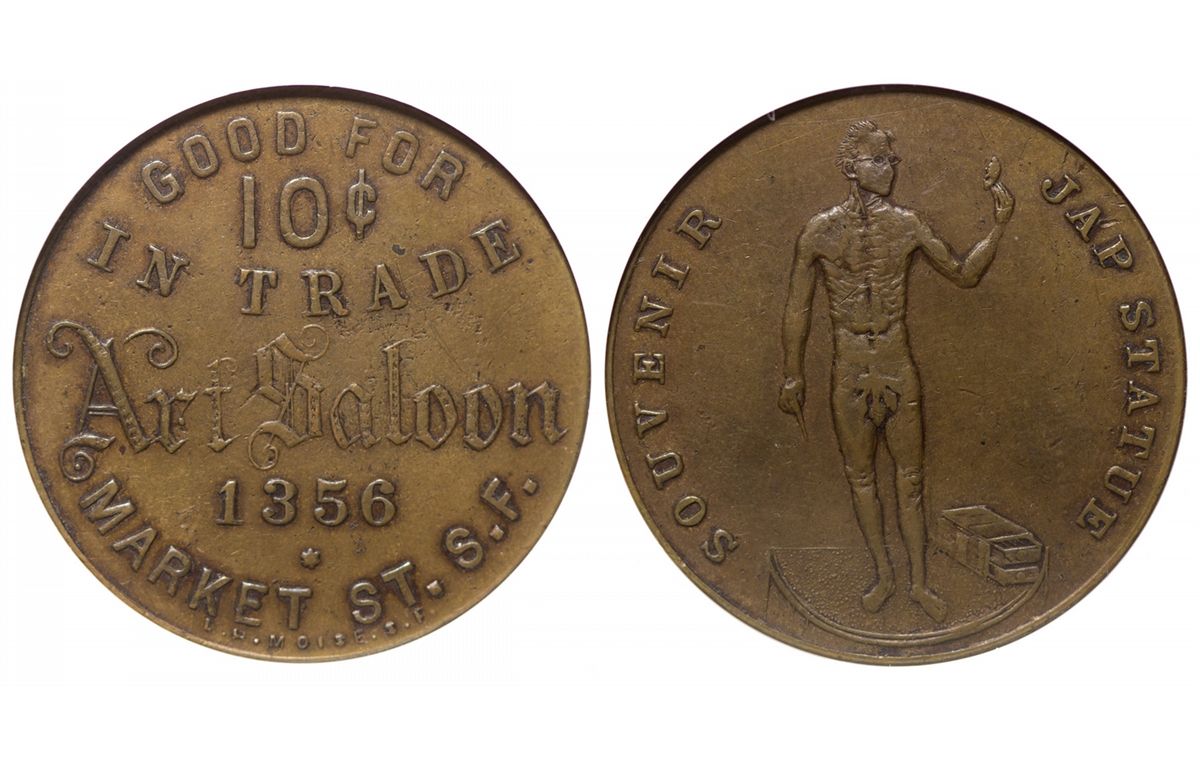 GOOD FOR
10¢
IN TRADE
Art Saloon
1356
*
MARKET ST. S.F.
L.H. MOISE. S.F.
SOUVENIR
JAP STATUE